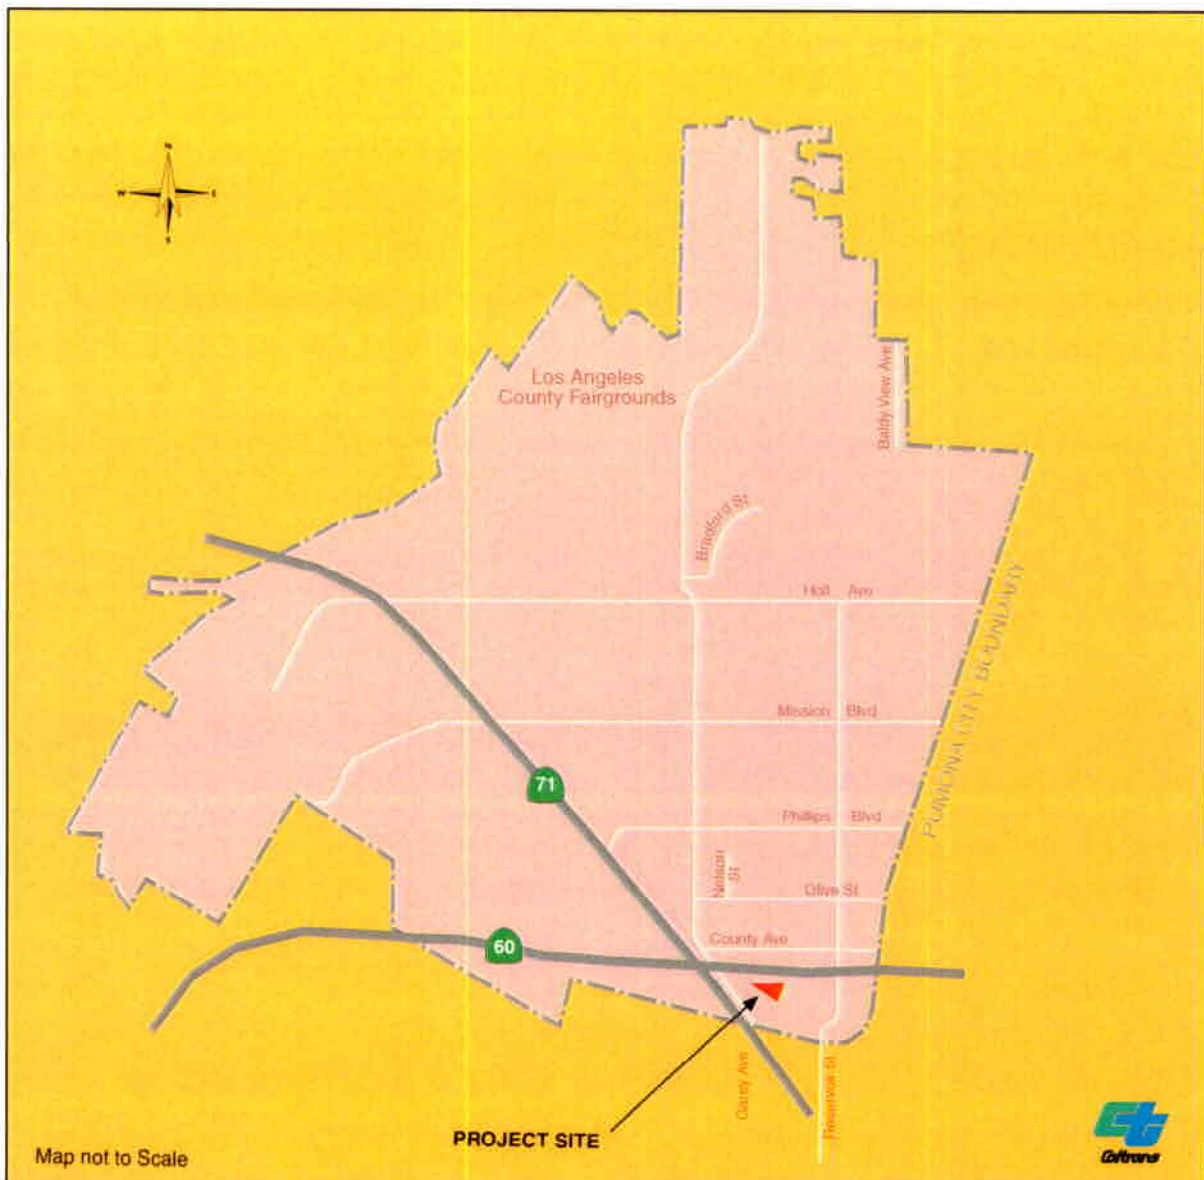 N
W E
S
Los Angeles
County Fairgrounds
Baldy View Ave
Bradford St
Holt Ave
POMONA CITY BOUNDARY
Mission Blvd
71
Phillips Blvd
Nelson
St
Olive St
County Ave
60
Garey Ave
Reservoir St
PROJECT SITE
Map not to Scale
Caltrans